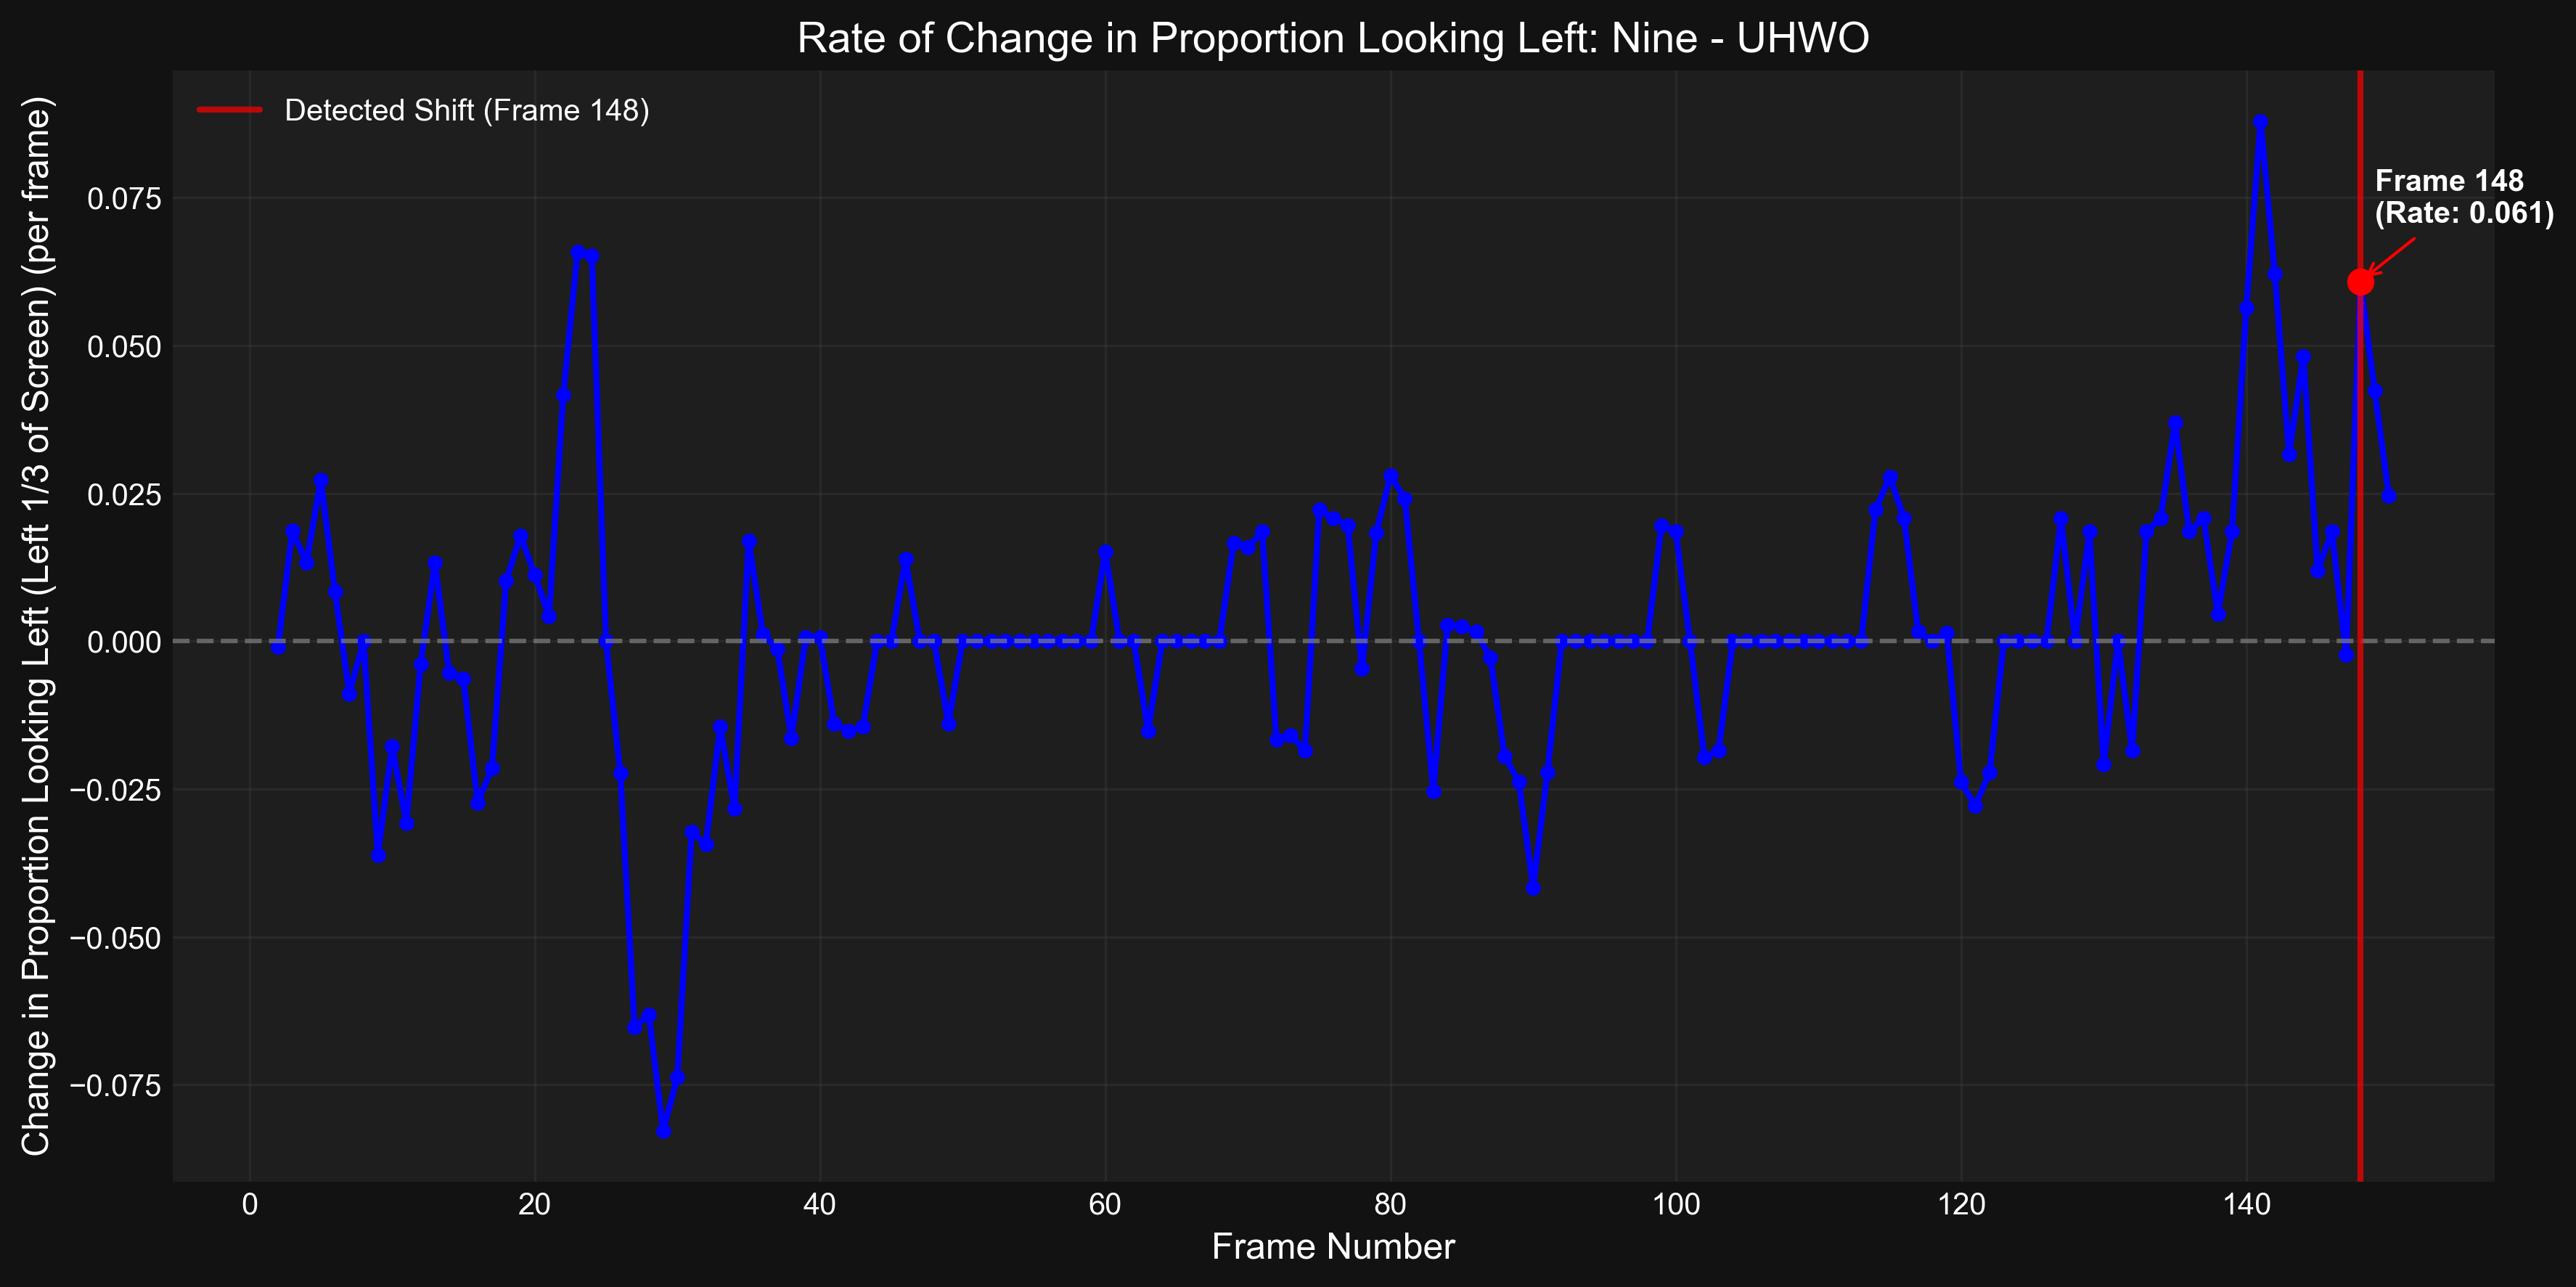 Rate of Change in Proportion Looking Left: Nine - UHWO
Detected Shift (Frame 148)
Frame 148
(Rate: 0.061)
Change in Proportion Looking Left (Left 1/3 of Screen) (per frame)
0.075
0.050
0.025
0.000
−0.025
−0.050
−0.075
0 20 40 60 80 100 120 140
Frame Number